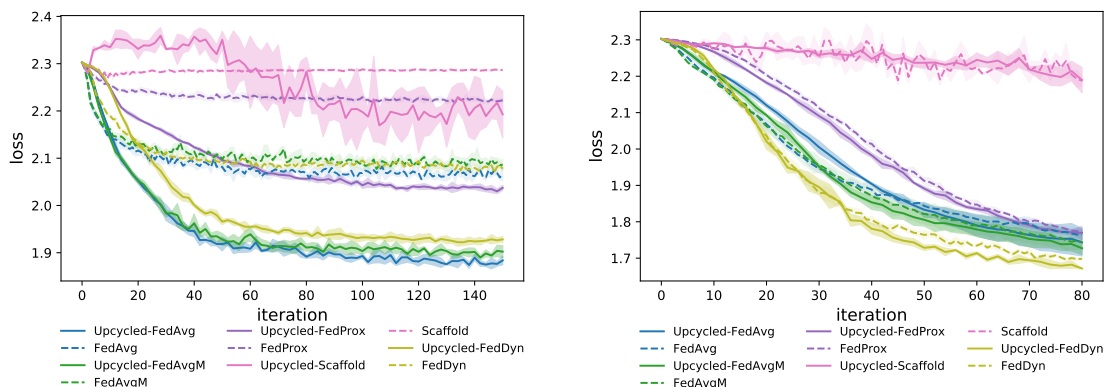 2.4
2.3
2.2
2.1
2.0
1.9
loss
0 20 40 60 80 100 120 140
iteration
Upcycled-FedAvg Upcycled-FedProx Scaffold
FedAvg FedProx Upcycled-FedDyn
Upcycled-FedAvgM Upcycled-Scaffold FedDyn
FedAvgM
2.3
2.2
2.1
2.0
1.9
1.8
1.7
loss
0 10 20 30 40 50 60 70 80
iteration
Upcycled-FedAvg Upcycled-FedProx Scaffold
FedAvg FedProx Upcycled-FedDyn
Upcycled-FedAvgM Upcycled-Scaffold FedDyn
FedAvgM